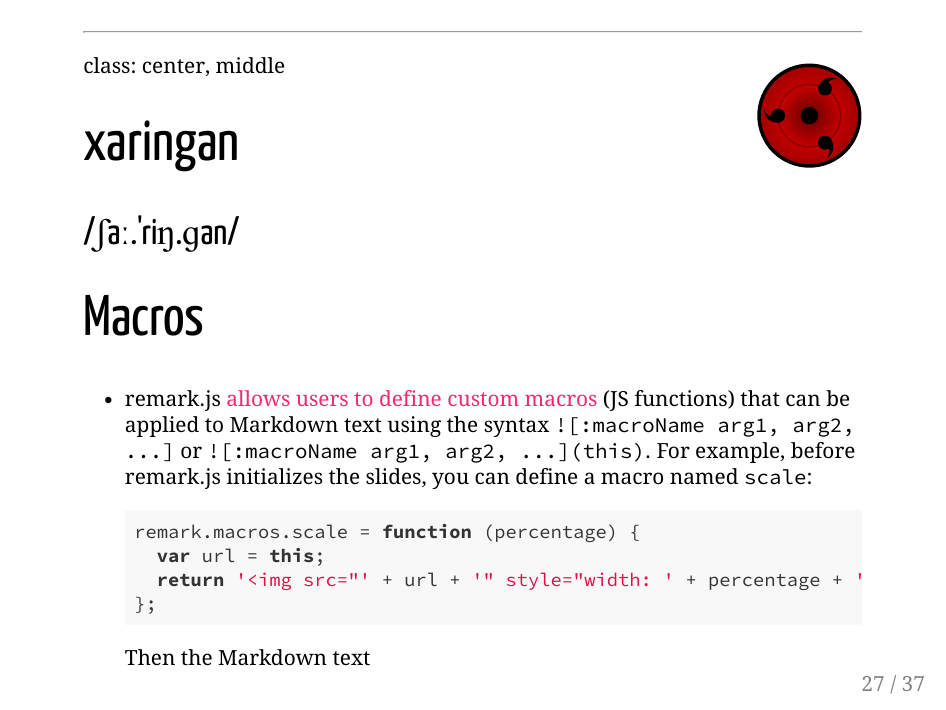 class: center, middle
xaringan
/ʃaː.'riŋ.ɡan/
Macros
• remark.js allows users to define custom macros (JS functions) that can be
applied to Markdown text using the syntax ![:macroName arg1, arg2,
...] or ![:macroName arg1, arg2, ...](this). For example, before
remark.js initializes the slides, you can define a macro named scale:
remark.macros.scale = function (percentage) {
  var url = this;
  return '<img src="' + url + '" style="width: ' + percentage + '
};
Then the Markdown text
27 / 37